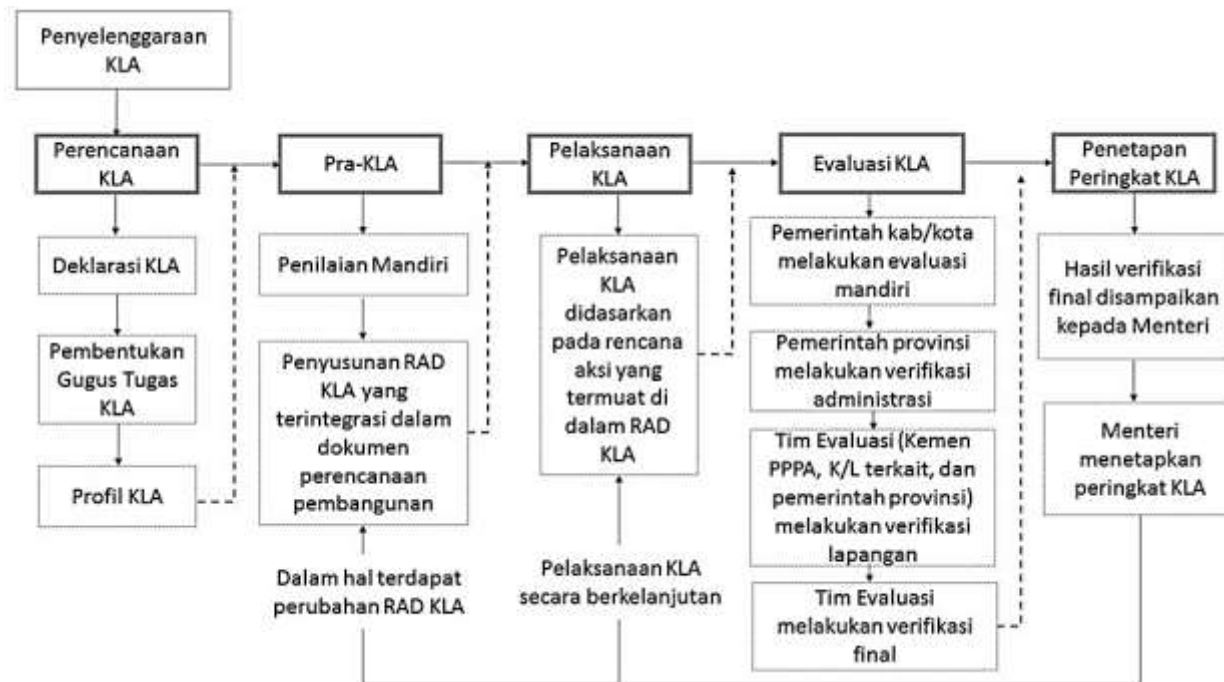 Penyelenggaraan
KLA
Perencanaan
KLA
Pra-KLA
Pelaksanaan
KLA
Evaluasi KLA
Penetapan
Peringkat KLA
Deklarasi KLA
Pembentukan
Gugus Tugas
KLA
Profil KLA
Penilaian Mandiri
Penyusunan RAD
KLA yang
terintegrasi dalam
dokumen
perencanaan
pembangunan
Dalam hal terdapat
perubahan RAD KLA
Pelaksanaan
KLA
didasarkan
pada rencana
aksi yang
termuat di
dalam RAD
KLA
Pelaksanaan KLA
secara berkelanjutan
Pemerintah kab/kota
melakukan evaluasi
mandiri
Pemerintah provinsi
melakukan verifikasi
administrasi
Tim Evaluasi (Kemen
PPPA, K/L terkait, dan
pemerintah provinsi)
melakukan verifikasi
lapangan
Tim Evaluasi
melakukan verifikasi
final
Hasil verifikasi
final disampaikan
kepada Menteri
Menteri
menetapkan
peringkat KLA